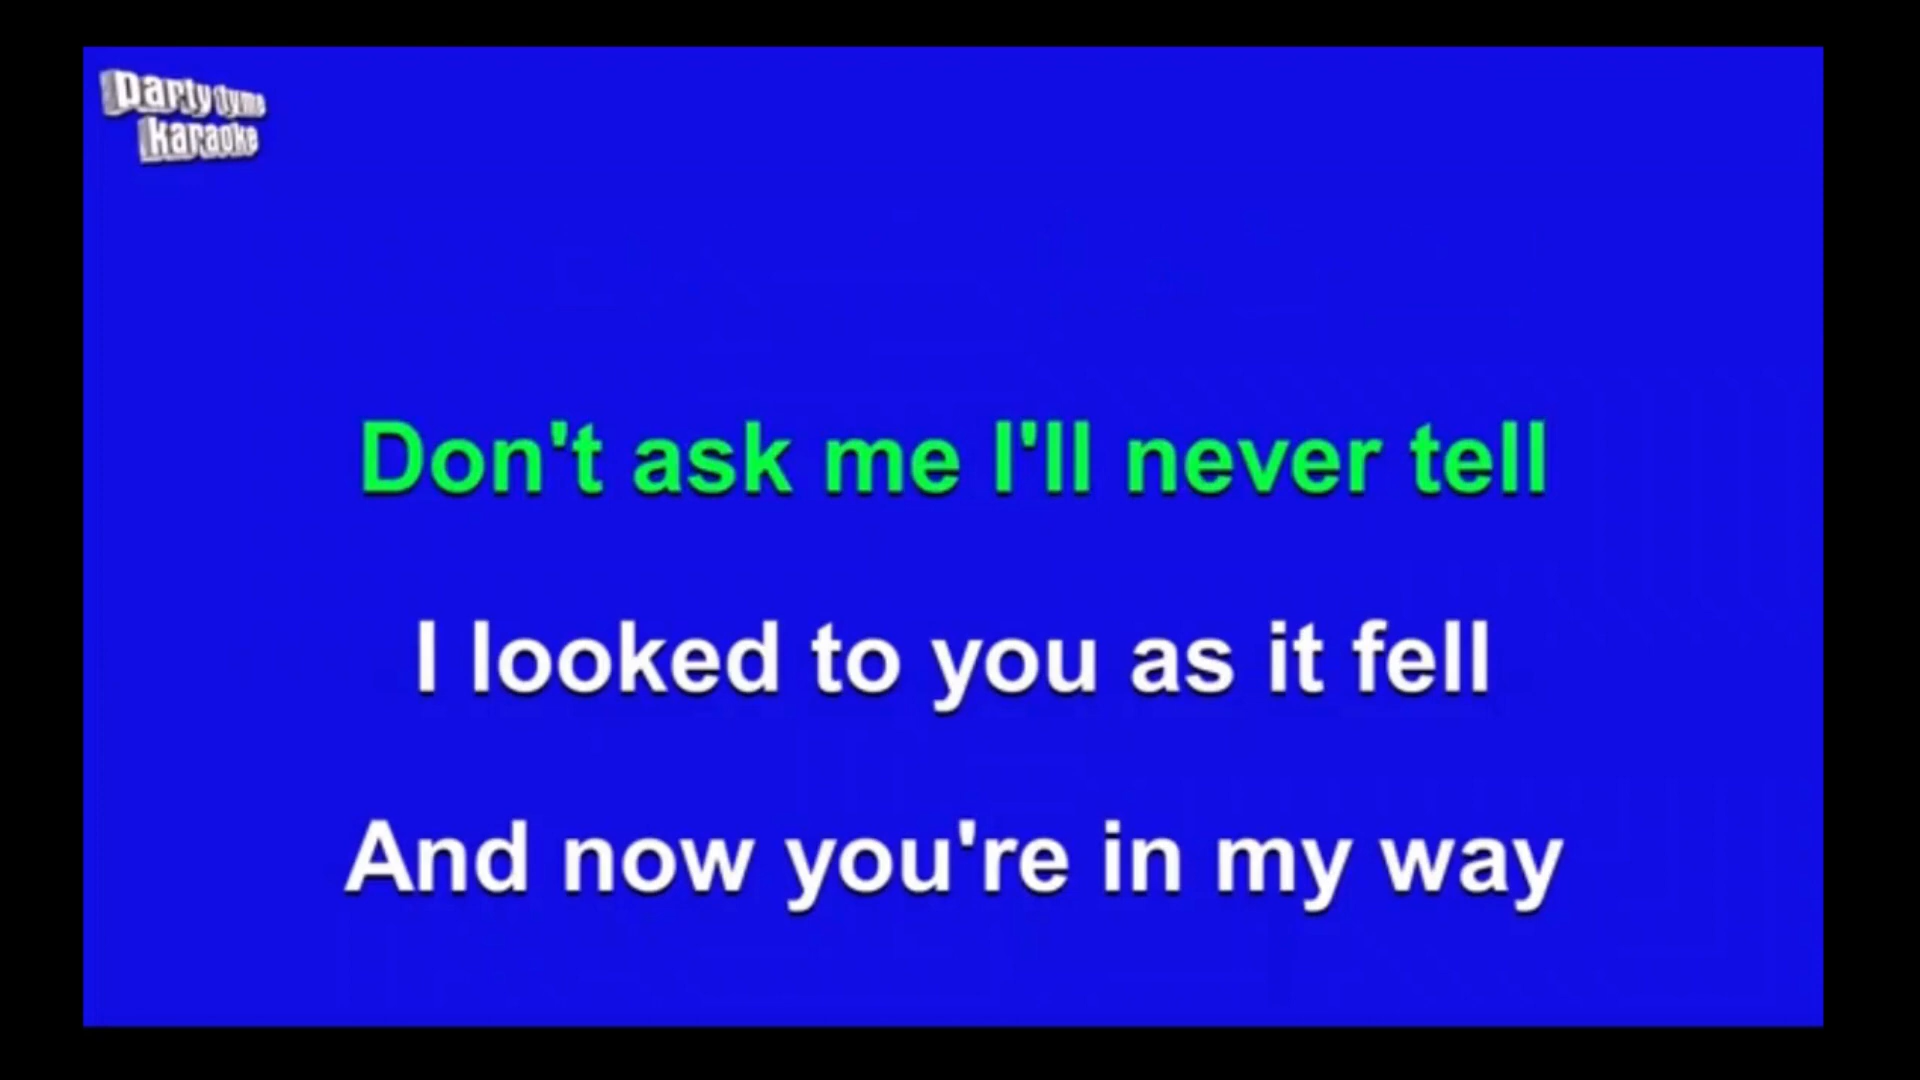 party tyme
karaoke
Don't ask me I'll never tell
I looked to you as it fell
And now you're in my way